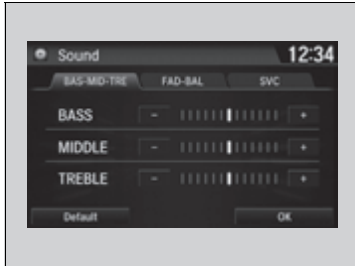 Sound 12:34
BAS-MID-TRE FAD-BAL SVC
BASS - +
MIDDLE - +
TREBLE - +
Default OK